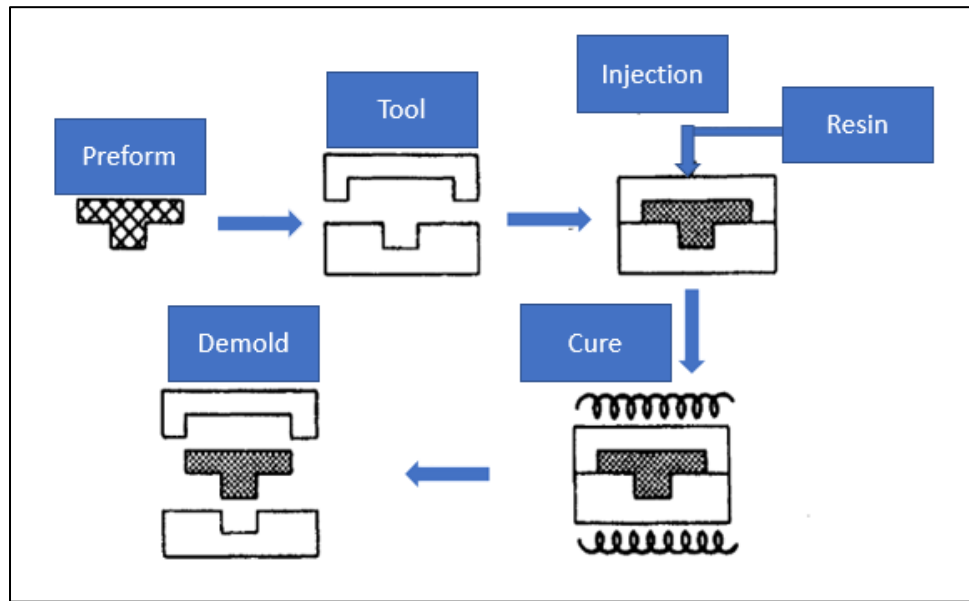 Preform
Tool
Injection
Resin
Cure
Demold